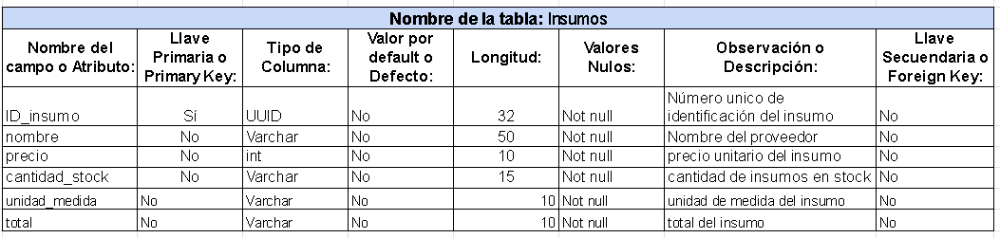 Nombre de la tabla: Insumos
Nombre del campo o Atributo: Llave Primaria o Primary Key: Tipo de Columna: Valor por default o Defecto: Longitud: Valores Nulos: Observación o Descripción: Llave Secuendaria o Foreign Key:
ID_insumo Sí UUID No 32 Not null Número unico de identificación del insumo No
nombre No Varchar No 50 Not null Nombre del proveedor No
precio No int No 10 Not null precio unitario del insumo No
cantidad_stock No Varchar No 15 Not null cantidad de insumos en stock No
unidad_medida No Varchar No 10 Not null unidad de medida del insumo No
total No Varchar No 10 Not null total del insumo No